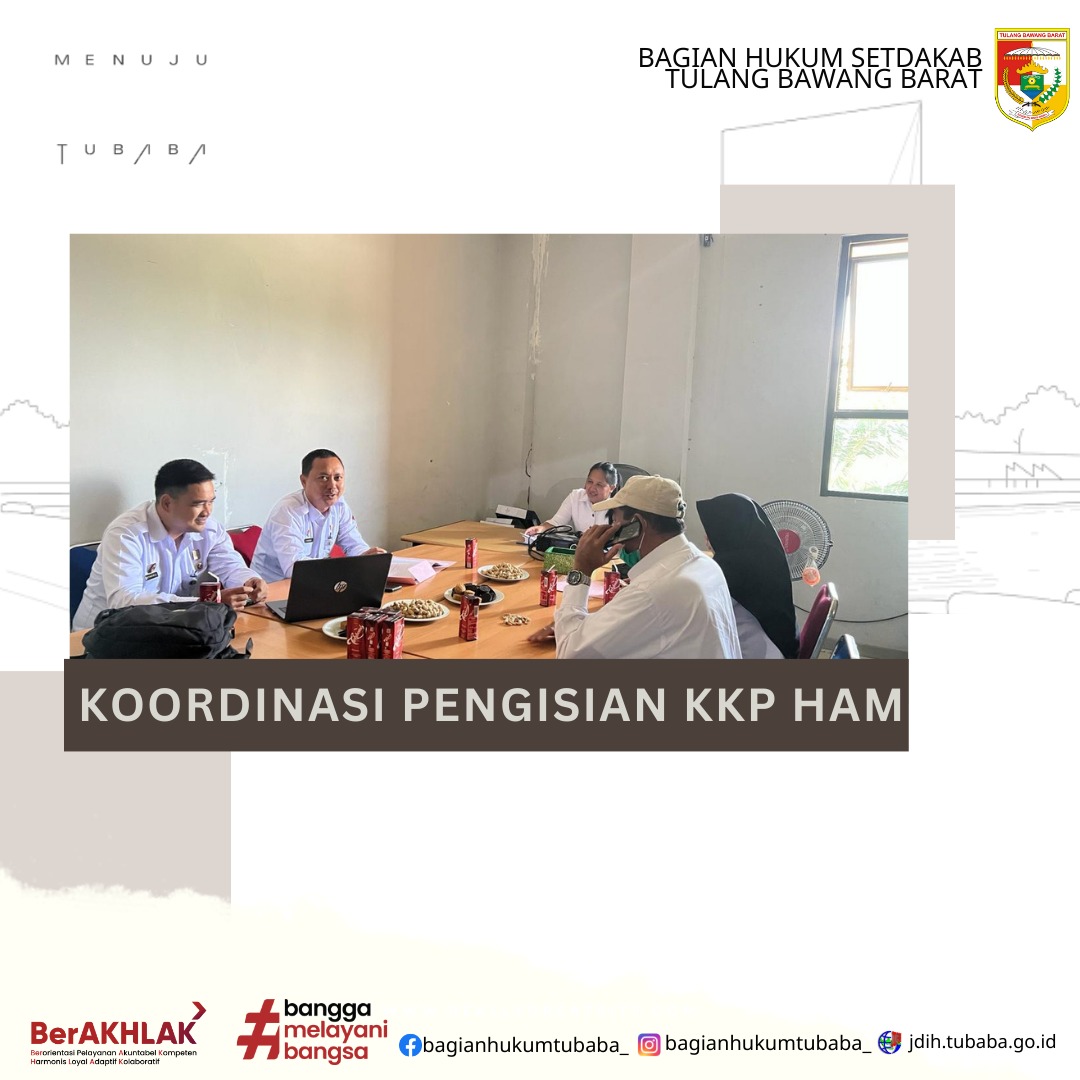 MENUJU
TUBABA
BAGIAN HUKUM SETDAKAB
TULANG BAWANG BARAT
TULANG BAWANG BARAT
hp
KOORDINASI PENGISIAN KKP HAM
BerAKHLAK
Berorientasi Pelayanan Akuntabel Kompeten
Harmonis Loyal Adaptif Kolaboratif
#bangga
melayani
bangsa
bagianhukumtubaba_
bagianhukumtubaba_
jdih.tubaba.go.id